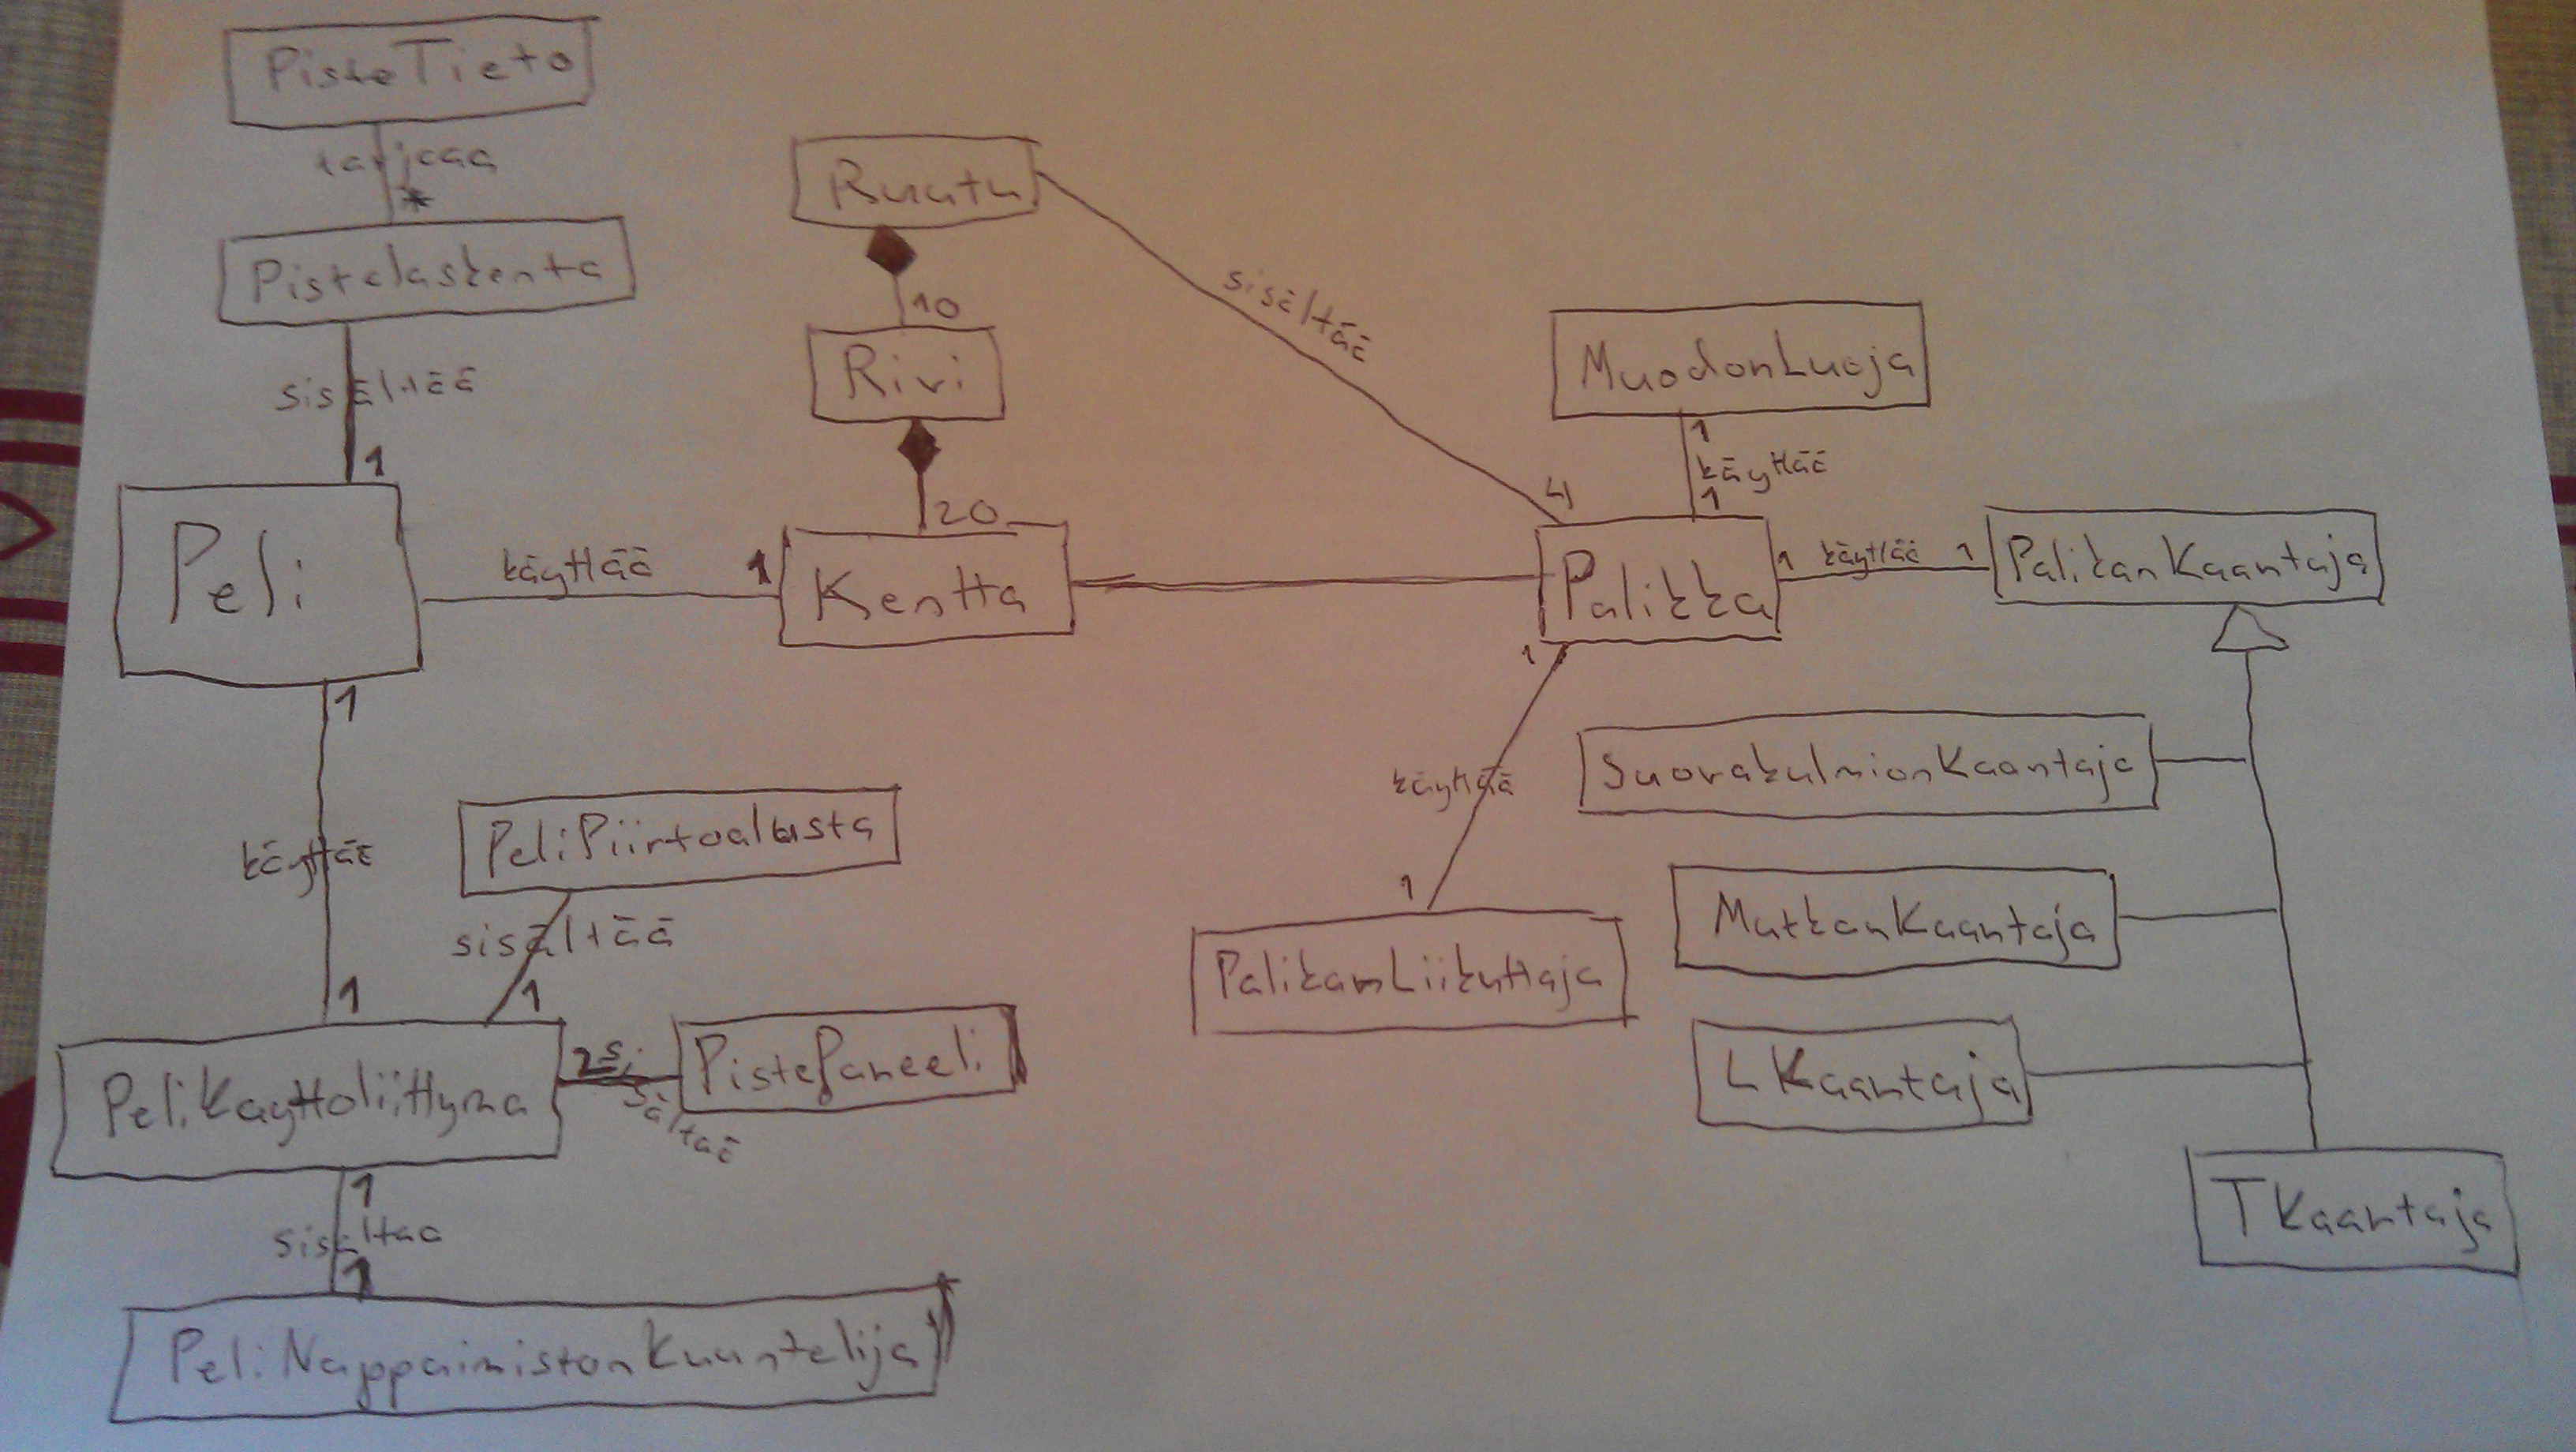 PisteTieto
tarjoaa
*
Pistelaskenta
sisältää
1
Peli
käyttää
1
Ruutu
10
Rivi
20
Kentta
sisältää
4
MuodonLuoja
1
käyttää
1
Palikka
1 käyttää 1
PalikanKaantaja
1
käyttää
1
PalikanLiikuttaja
SuorakulmionKaantaja
MutkanKaantaja
LKaantaja
TKaantaja
1
käyttää
1
PeliPiirtoalusta
sisältää
1
PeliKayttoliittyma
2 sisältää
PistePaneeli
1
sisältaa
1
PeliNappaimistonKuuntelija